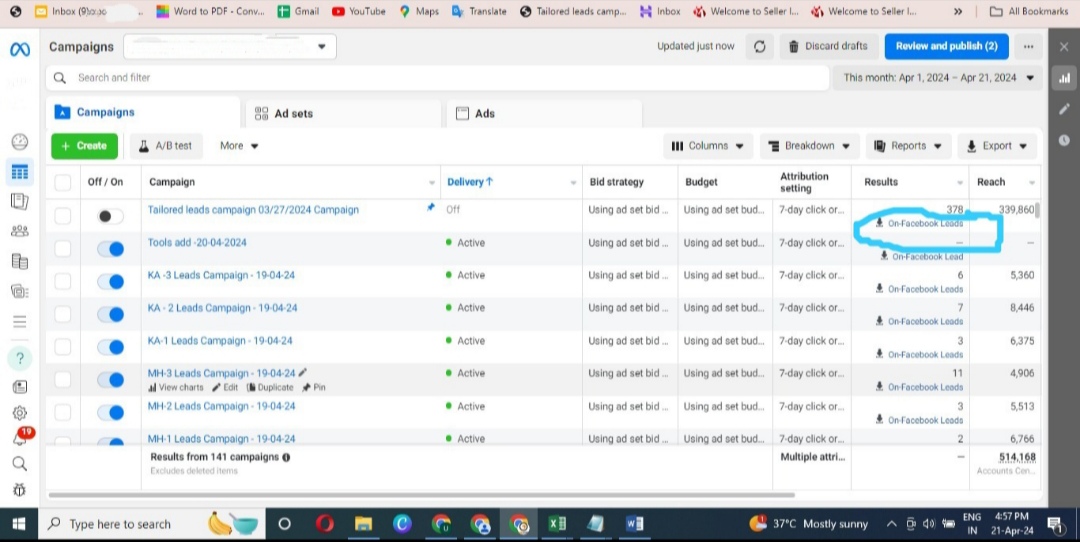 Inbox (9)
Word to PDF - Conv...
Gmail
YouTube
Maps
Translate
Tailored leads camp...
Inbox
Welcome to Seller I...
Welcome to Seller I...
»
All Bookmarks
Campaigns
Updated just now
Discard drafts
Review and publish (2)
...
Search and filter
This month: Apr 1, 2024 – Apr 21, 2024
Campaigns
Ad sets
Ads
+ Create
A/B test
More
Columns
Breakdown
Reports
Export
Off / On
Campaign
Delivery ↑
Bid strategy
Budget
Attribution setting
Results
Reach
Tailored leads campaign 03/27/2024 Campaign
Off
Using ad set bid ...
Using ad set bud...
7-day click or...
378
On-Facebook Leads
339,860
Tools add -20-04-2024
Active
Using ad set bid ...
Using ad set bud...
7-day click or...
—
On-Facebook Lead
—
KA -3 Leads Campaign - 19-04-24
Active
Using ad set bid ...
Using ad set bud...
7-day click or...
6
On-Facebook Leads
5,360
KA - 2 Leads Campaign - 19-04-24
Active
Using ad set bid ...
Using ad set bud...
7-day click or...
7
On-Facebook Leads
8,446
KA-1 Leads Campaign - 19-04-24
Active
Using ad set bid ...
Using ad set bud...
7-day click or...
3
On-Facebook Leads
6,375
MH-3 Leads Campaign - 19-04-24
View charts
Edit
Duplicate
Pin
Active
Using ad set bid ...
Using ad set bud...
7-day click or...
11
On-Facebook Leads
4,906
MH-2 Leads Campaign - 19-04-24
Active
Using ad set bid ...
Using ad set bud...
7-day click or...
3
On-Facebook Leads
5,513
MH-1 Leads Campaign - 19-04-24
Active
Using ad set bid ...
Using ad set bud...
7-day click or...
2
6,766
Results from 141 campaigns
Excludes deleted items
Multiple attri...
—
514,168
Accounts Cen...
?
19
Type here to search
37°C Mostly sunny
ENG
IN
4:57 PM
21-Apr-24
1